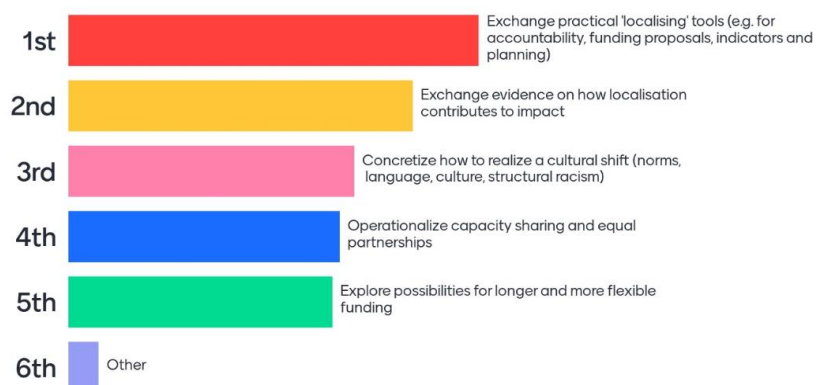 1st
Exchange practical 'localising' tools (e.g. for
accountability, funding proposals, indicators and
planning)
2nd
Exchange evidence on how localisation
contributes to impact
3rd
Concretize how to realize a cultural shift (norms,
language, culture, structural racism)
4th
Operationalize capacity sharing and equal
partnerships
5th
Explore possibilities for longer and more flexible
funding
6th
Other